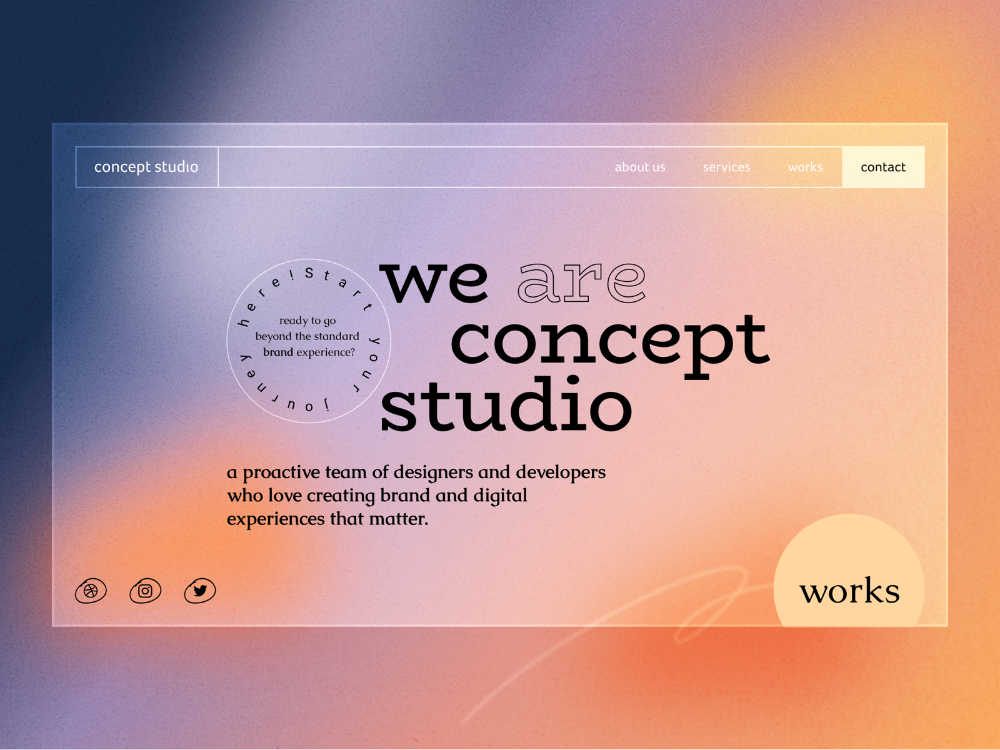 concept studio
about us
services
works
contact
we are
concept
studio
Start your journey here!
ready to go
beyond the standard
brand experience?
a proactive team of designers and developers
who love creating brand and digital
experiences that matter.
works